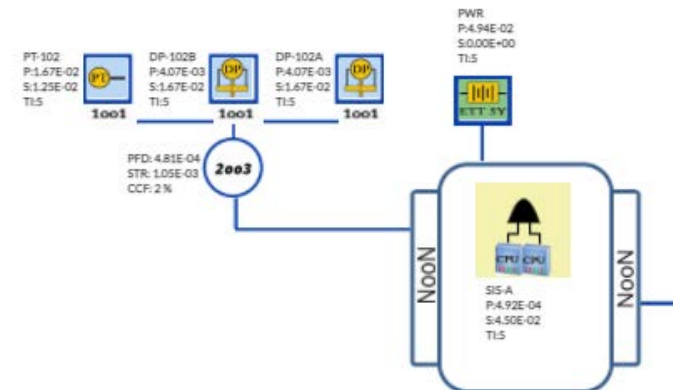 PT-102
P:1.67E-02
S:1.25E-02
TI:5
PT
1oo1
DP-102B
P:4.07E-03
S:1.67E-02
TI:5
DP
1oo1
DP-102A
P:4.07E-03
S:1.67E-02
TI:5
DP
1oo1
PWR
P:4.94E-02
S:0.00E+00
TI:5
ETT 5Y
PFD: 4.81E-04
STR: 1.05E-03
CCF: 2 %
2oo3
NooN
CPU CPU
SIS-A
P:4.92E-04
S:4.50E-02
TI:5
NooN